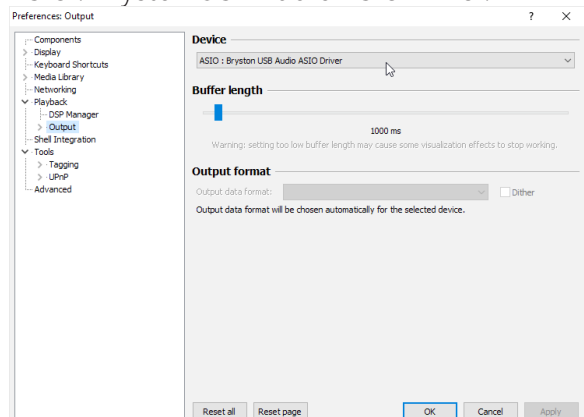 Preferences: Output
? ×
Components
Display
Keyboard Shortcuts
Media Library
Networking
Playback
DSP Manager
Output
Shell Integration
Tools
Tagging
UPnP
Advanced
Device
ASIO : Bryston USB Audio ASIO Driver
Buffer length
1000 ms
Warning: setting too low buffer length may cause some visualization effects to stop working.
Output format
Output data format:
Dither
Output data format will be chosen automatically for the selected device.
Reset all Reset page OK Cancel Apply